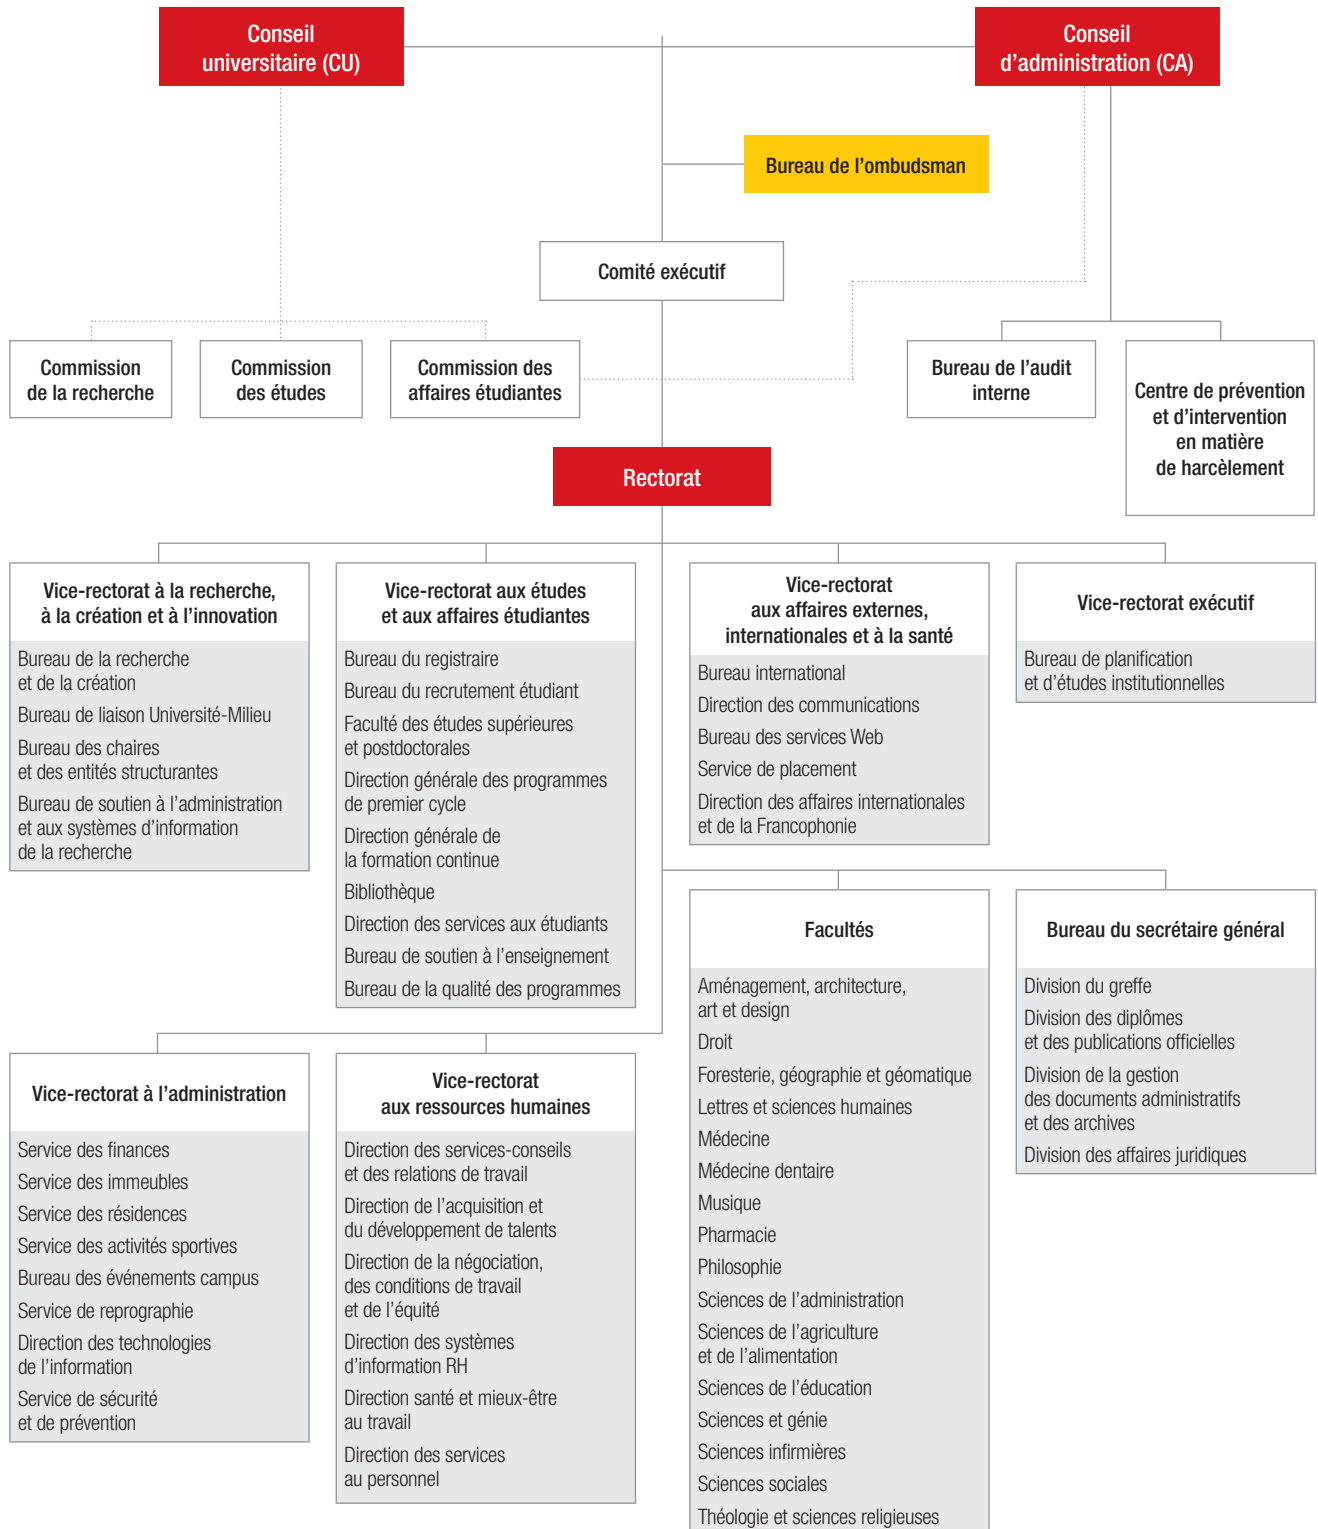 Conseil
universitaire (CU)
Conseil
d’administration (CA)
Bureau de l’ombudsman
Comité exécutif
Commission
de la recherche
Commission
des études
Commission des
affaires étudiantes
Bureau de l’audit
interne
Centre de prévention
et d’intervention
en matière
de harcèlement
Rectorat
Vice-rectorat à la recherche,
à la création et à l’innovation
Bureau de la recherche
et de la création
Bureau de liaison Université-Milieu
Bureau des chaires
et des entités structurantes
Bureau de soutien à l’administration
et aux systèmes d’information
de la recherche
Vice-rectorat aux études
et aux affaires étudiantes
Bureau du registraire
Bureau du recrutement étudiant
Faculté des études supérieures
et postdoctorales
Direction générale des programmes
de premier cycle
Direction générale de
la formation continue
Bibliothèque
Direction des services aux étudiants
Bureau de soutien à l’enseignement
Bureau de la qualité des programmes
Vice-rectorat
aux affaires externes,
internationales et à la santé
Bureau international
Direction des communications
Bureau des services Web
Service de placement
Direction des affaires internationales
et de la Francophonie
Vice-rectorat exécutif
Bureau de planification
et d’études institutionnelles
Facultés
Aménagement, architecture,
art et design
Droit
Foresterie, géographie et géomatique
Lettres et sciences humaines
Médecine
Médecine dentaire
Musique
Pharmacie
Philosophie
Sciences de l’administration
Sciences de l’agriculture
et de l’alimentation
Sciences de l’éducation
Sciences et génie
Sciences infirmières
Sciences sociales
Théologie et sciences religieuses
Bureau du secrétaire général
Division du greffe
Division des diplômes
et des publications officielles
Division de la gestion
des documents administratifs
et des archives
Division des affaires juridiques
Vice-rectorat à l’administration
Service des finances
Service des immeubles
Service des résidences
Service des activités sportives
Bureau des événements campus
Service de reprographie
Direction des technologies
de l’information
Service de sécurité
et de prévention
Vice-rectorat
aux ressources humaines
Direction des services-conseils
et des relations de travail
Direction de l’acquisition et
du développement de talents
Direction de la négociation,
des conditions de travail
et de l’équité
Direction des systèmes
d’information RH
Direction santé et mieux-être
au travail
Direction des services
au personnel